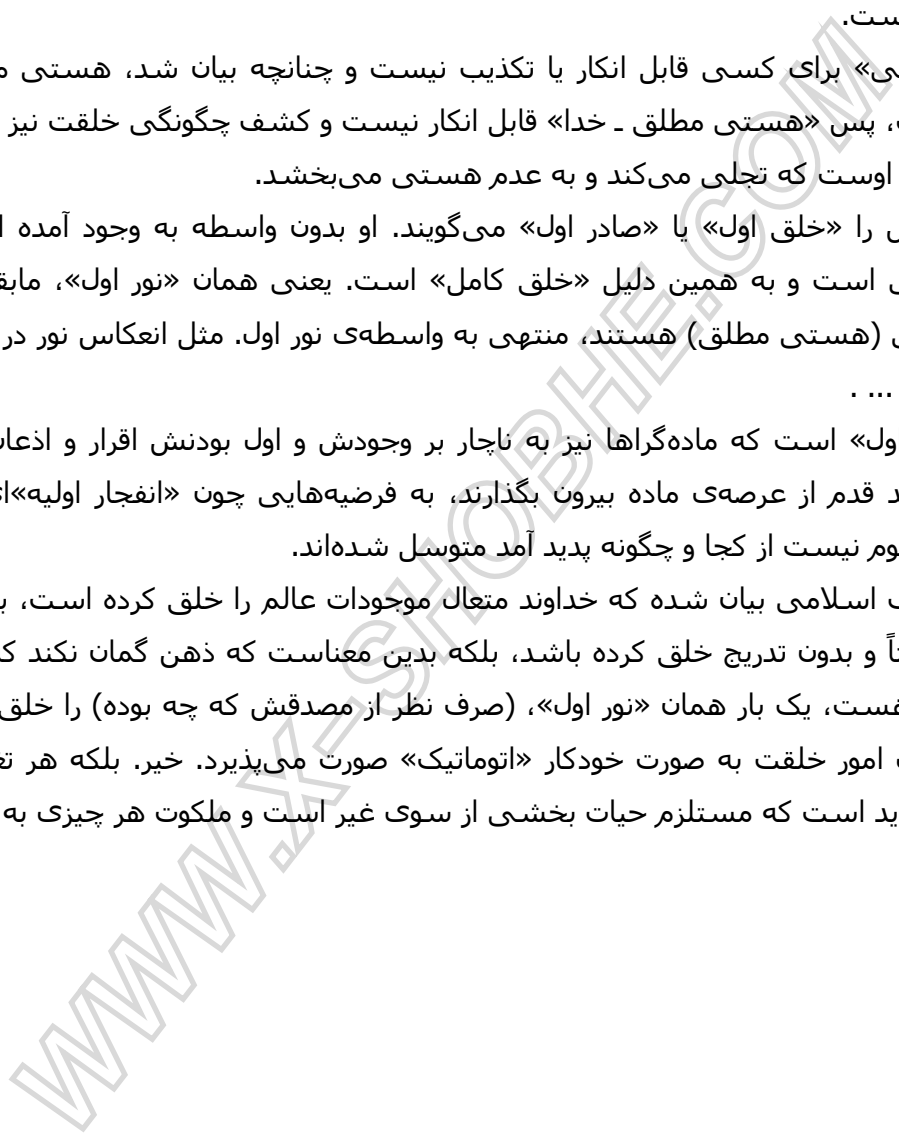 ست.
ی» برای کسی قابل انکار یا تکذیب نیست و چنانچه بیان شد، هستی م
، پس «هستی مطلق ـ خدا» قابل انکار نیست و کشف چگونگی خلقت نیز
اوست که تجلی می‌کند و به عدم هستی می‌بخشد.
ش را «خلق اول» یا «صادر اول» می‌گویند. او بدون واسطه به وجود آمده ا
ی است و به همین دلیل «خلق کامل» است. یعنی همان «نور اول»، مابق
ی (هستی مطلق) هستند، منتهی به واسطه‌ی نور اول. مثل انعکاس نور در
... .
ول» است که ماده‌گراها نیز به ناچار بر وجودش و اول بودنش اقرار و اذعا
ند قدم از عرصه‌ی ماده بیرون بگذارند، به فرضیه‌هایی چون «انفجار اولیه»ا
وم نیست از کجا و چگونه پدید آمد متوسل شده‌اند.
ف اسلامی بیان شده که خداوند متعال موجودات عالم را خلق کرده است، ب
تاً و بدون تدریج خلق کرده باشد، بلکه بدین معناست که ذهن گمان نکند ک
هست، یک بار همان «نور اول»، (صرف نظر از مصدقش که چه بوده) را خلق
امور خلقت به صورت خودکار «اتوماتیک» صورت می‌پذیرد. خیر. بلکه هر تغ
ید است که مستلزم حیات بخشی از سوی غیر است و ملکوت هر چیزی به
WWW.X-SHOBHE.COM